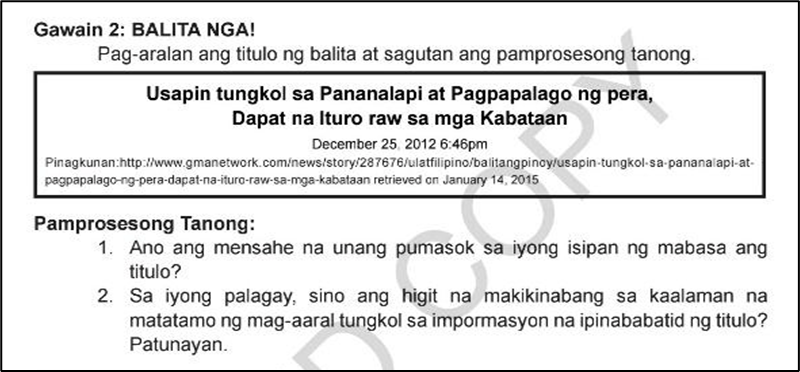 Gawain 2: BALITA NGA!
Pag-aralan ang titulo ng balita at sagutan ang pamprosesong tanong.
Usapin tungkol sa Pananalapi at Pagpapalago ng pera,
Dapat na Ituro raw sa mga Kabataan
December 25, 2012 6:46pm
Pinagkunan:http://www.gmanetwork.com/news/story/287676/ulatfilipino/balitangpinoy/usapin-tungkol-sa-pananalapi-at-
pagpapalago-ng-pera-dapat-na-ituro-raw-sa-mga-kabataan retrieved on January 14, 2015
Pamprosesong Tanong:
1. Ano ang mensahe na unang pumasok sa iyong isipan ng mabasa ang
titulo?
2. Sa iyong palagay, sino ang higit na makikinabang sa kaalaman na
matatamo ng mag-aaral tungkol sa impormasyon na ipinababatid ng titulo?
Patunayan.
D COPY